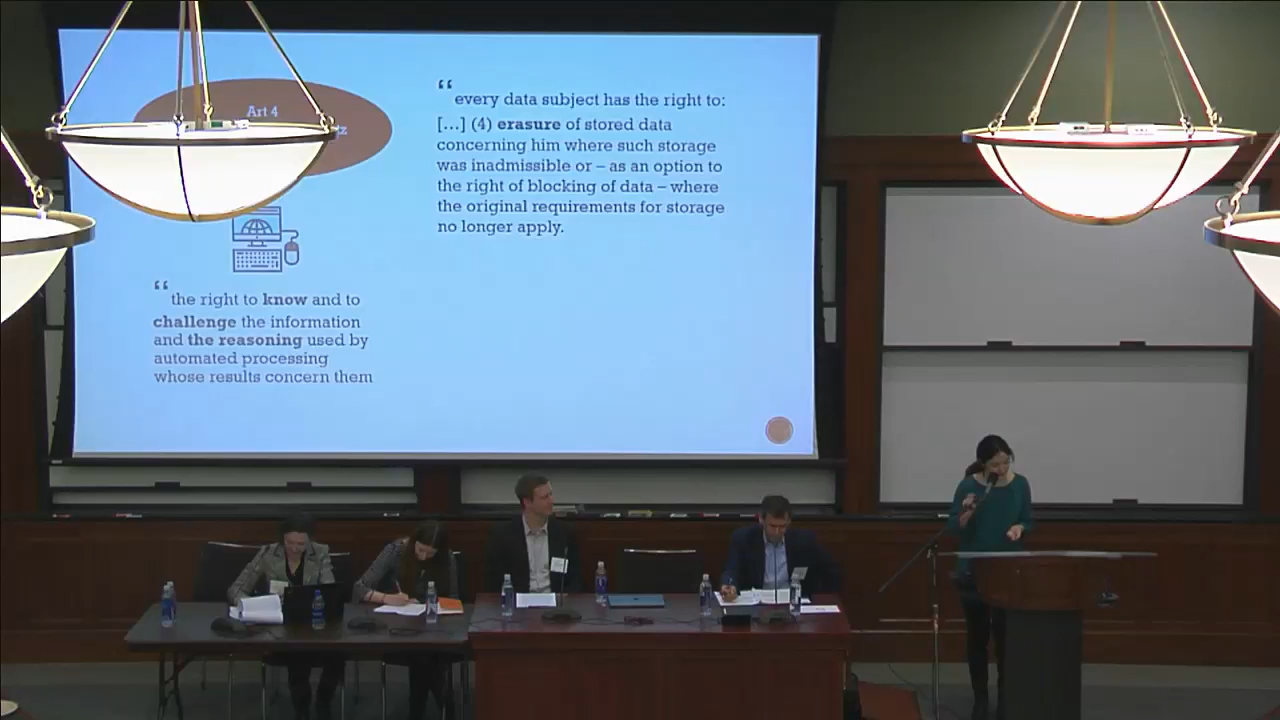 Art 4
“
the right to know and to
challenge the information
and the reasoning used by
automated processing
whose results concern them
“
every data subject has the right to:
[...] (4) erasure of stored data
concerning him where such storage
was inadmissible or – as an option to
the right of blocking of data – where
the original requirements for storage
no longer apply.